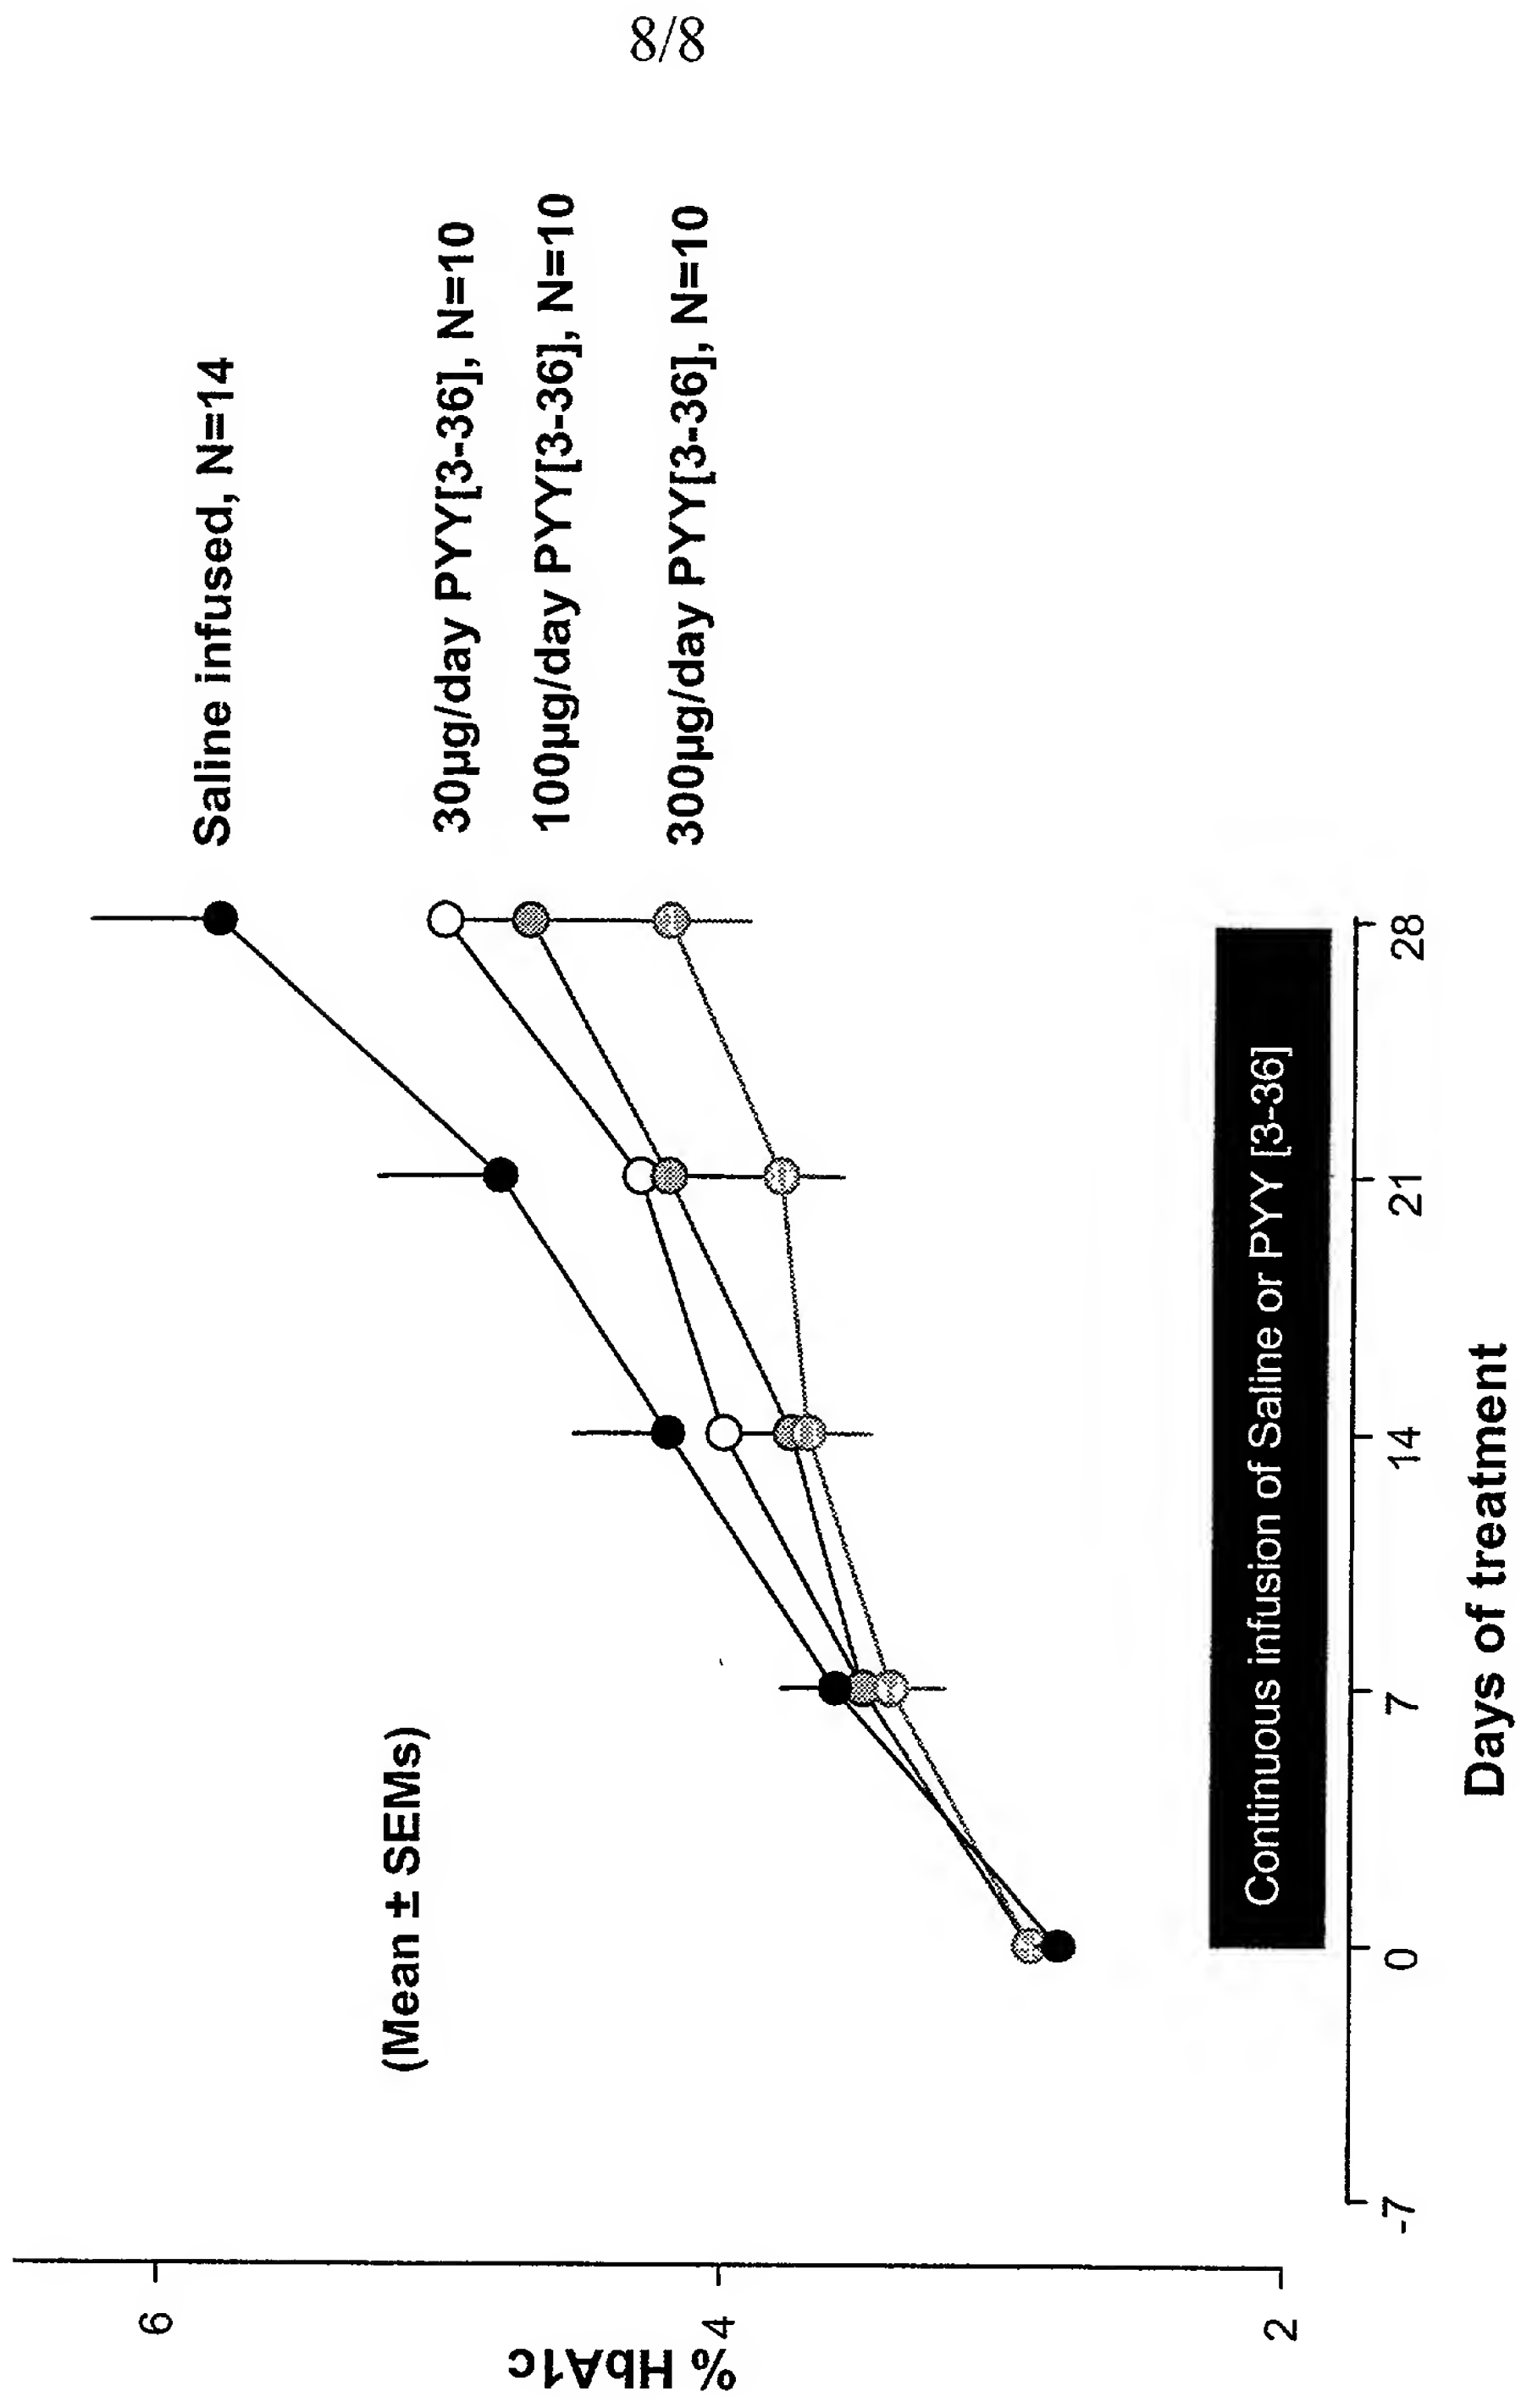 8/8
Saline infused, N=14
30µg/day PYY[3-36], N=10
100µg/day PYY[3-36], N=10
300µg/day PYY[3-36], N=10
(Mean ± SEMs)
% HbA1c
6
4
2
Continuous infusion of Saline or PYY [3-36]
-7
0
7
14
21
28
Days of treatment